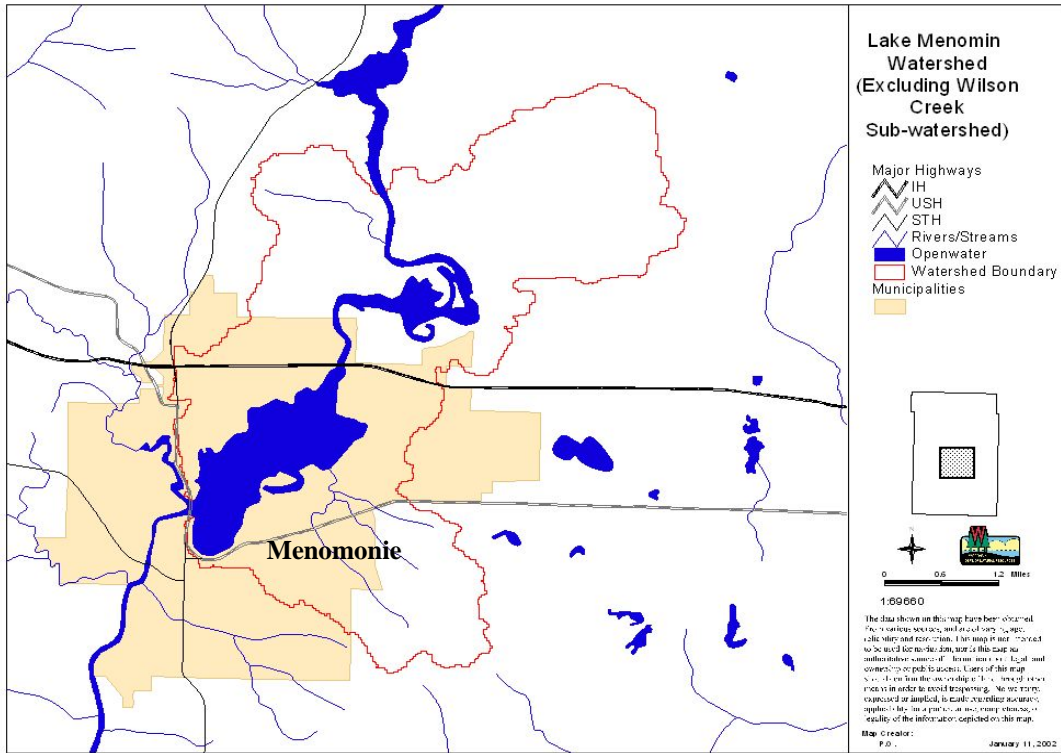 Lake Menomin
Watershed
(Excluding Wilson
Creek
Sub-watershed)
Major Highways
IH
USH
STH
Rivers/Streams
Openwater
Watershed Boundary
Municipalities
Menomonie
N
W
0 0.6 1.2 Miles
1:69660
The data shown on this map have been obtained
from various sources, and are of varying age,
reliability and resolution. This map is not intended
to be used for navigation, nor is this map an
authoritative source of information legal land
ownership or public access. Users of this map
should confirm the ownership of land through other
means in order to avoid trespassing. No warranty,
expressed or implied, is made regarding accuracy,
applicability for a particular use, completeness, or
legality of the information depicted on this map.
Map Creator:
P.O. January 11, 2002